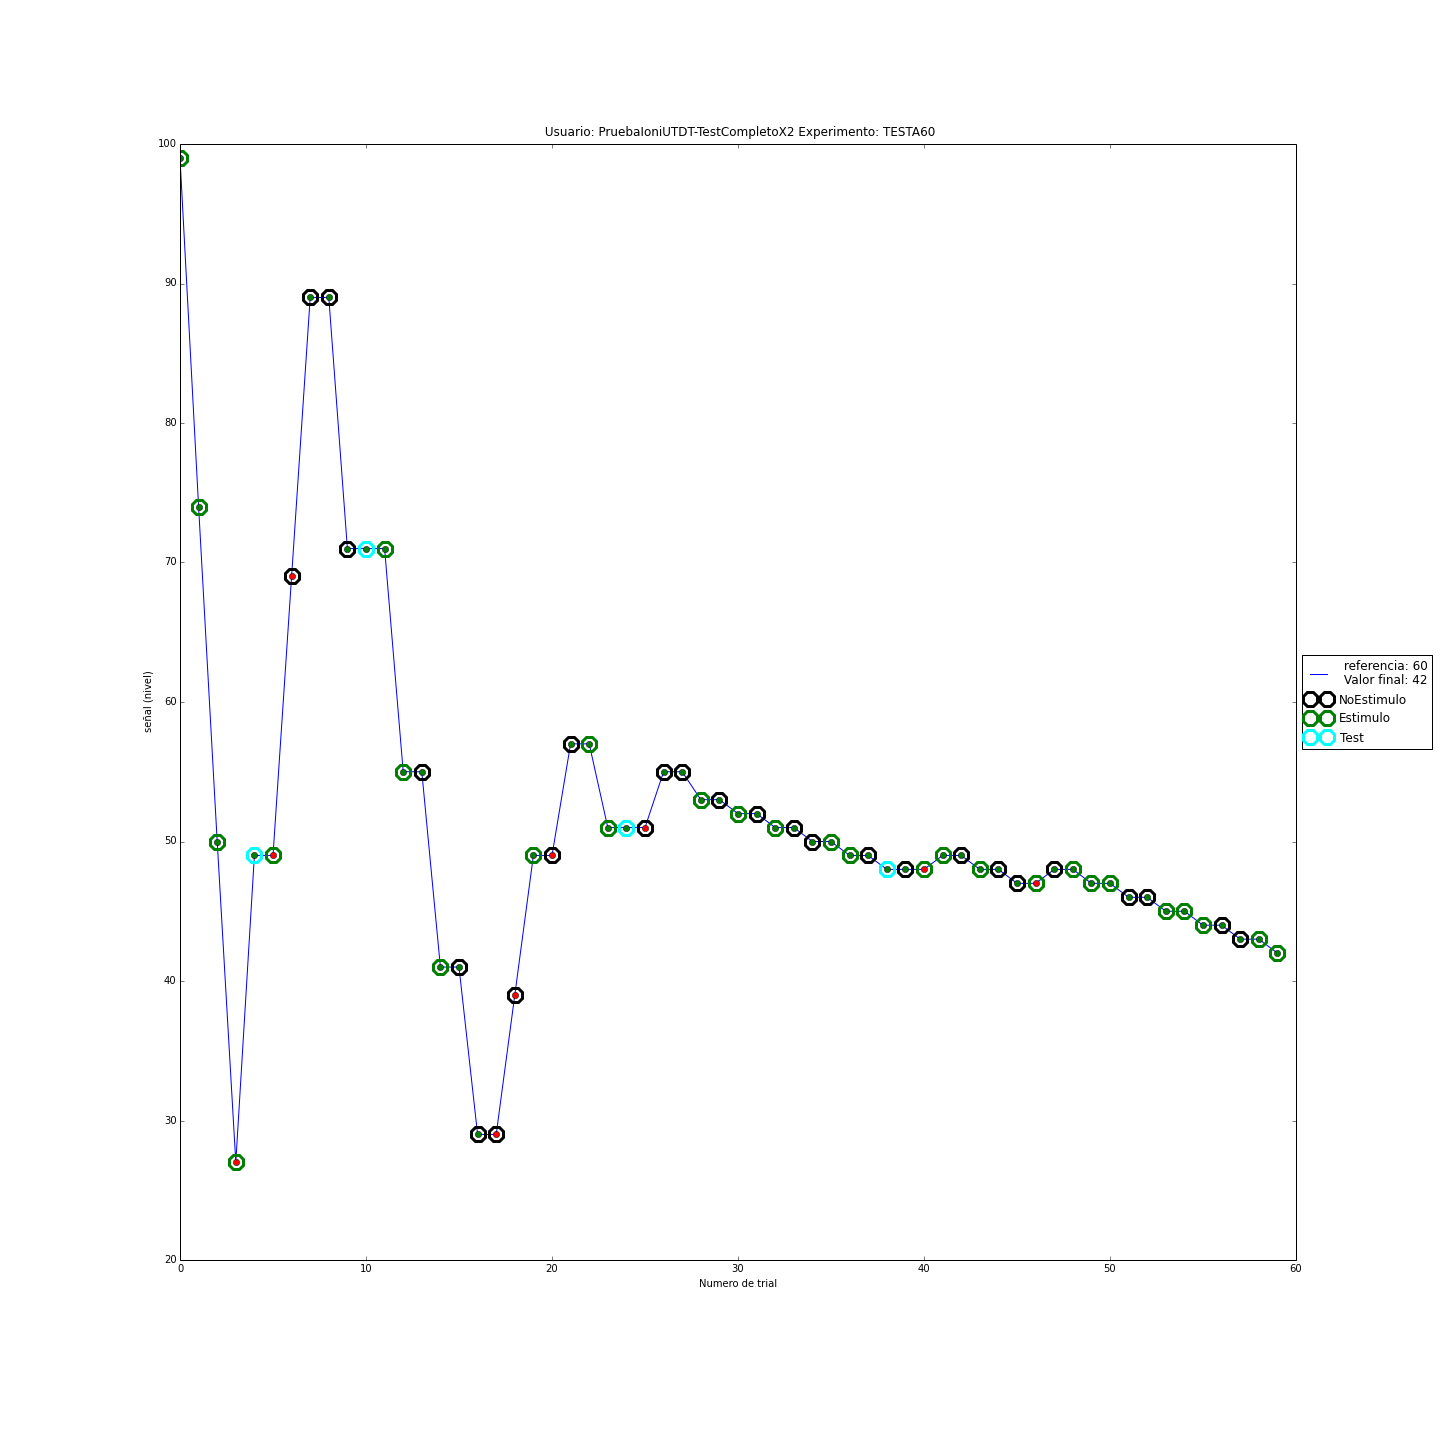 Usuario: PruebaIoniUTDT-TestCompletoX2 Experimento: TESTA60
100
90
80
70
60
50
40
30
20
señal (nivel)
0
10
20
30
40
50
60
Numero de trial
referencia: 60
Valor final: 42
NoEstimulo
Estimulo
Test